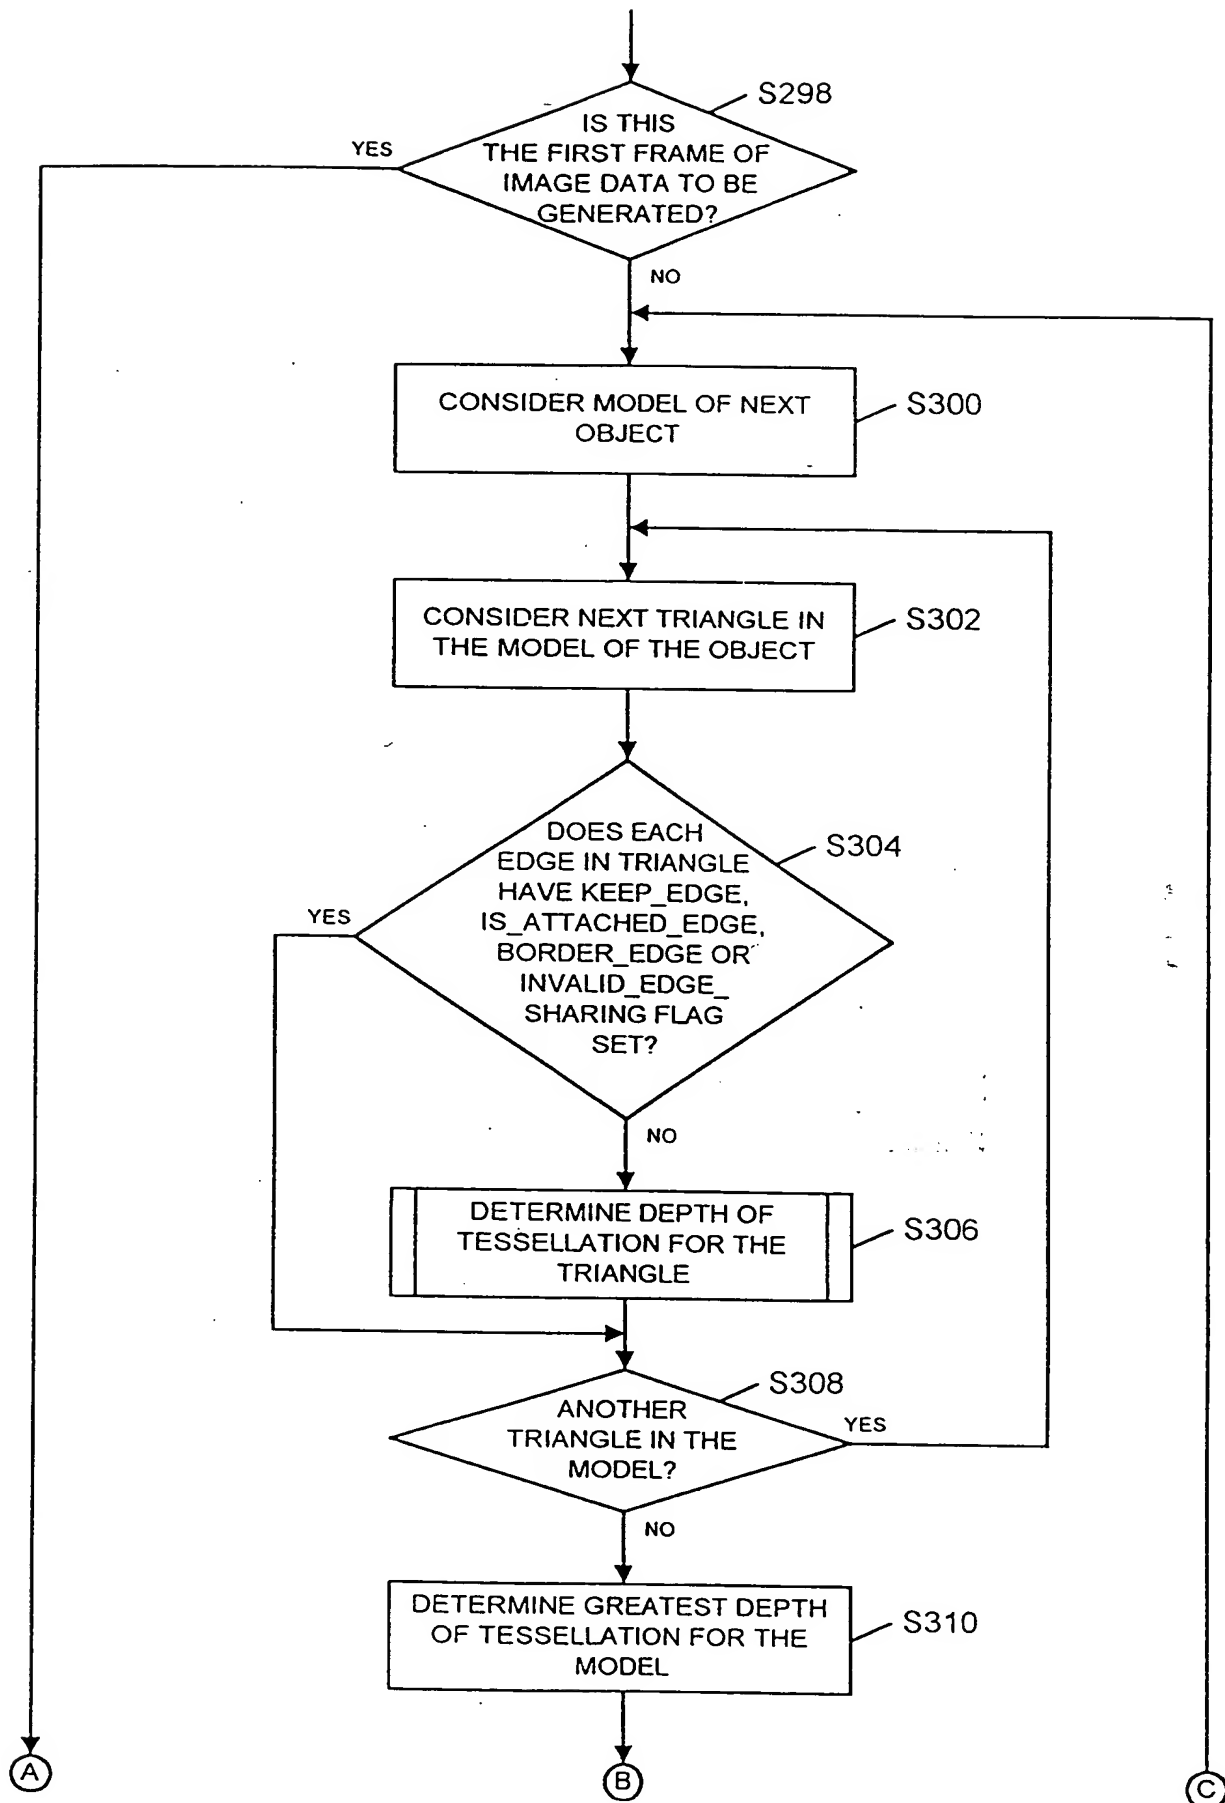 S298
IS THIS
THE FIRST FRAME OF
IMAGE DATA TO BE
GENERATED?
YES
NO
CONSIDER MODEL OF NEXT
OBJECT
S300
CONSIDER NEXT TRIANGLE IN
THE MODEL OF THE OBJECT
S302
DOES EACH
EDGE IN TRIANGLE
HAVE KEEP_EDGE,
IS_ATTACHED_EDGE,
BORDER_EDGE OR
INVALID_EDGE_
SHARING FLAG
SET?
S304
YES
NO
DETERMINE DEPTH OF
TESSELLATION FOR THE
TRIANGLE
S306
S308
ANOTHER
TRIANGLE IN THE
MODEL?
YES
NO
DETERMINE GREATEST DEPTH
OF TESSELLATION FOR THE
MODEL
S310
A
B
C